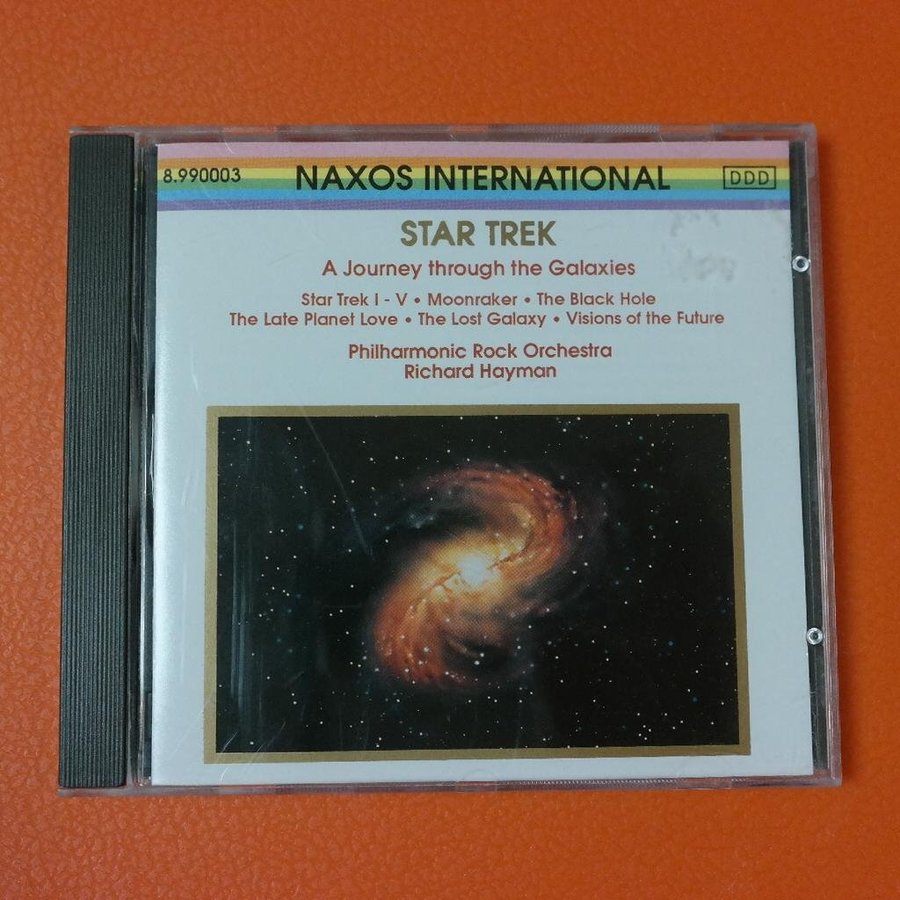 8.990003 NAXOS INTERNATIONAL DDD
STAR TREK
A Journey through the Galaxies
Star Trek I - V • Moonraker • The Black Hole
The Late Planet Love • The Lost Galaxy • Visions of the Future
Philharmonic Rock Orchestra
Richard Hayman